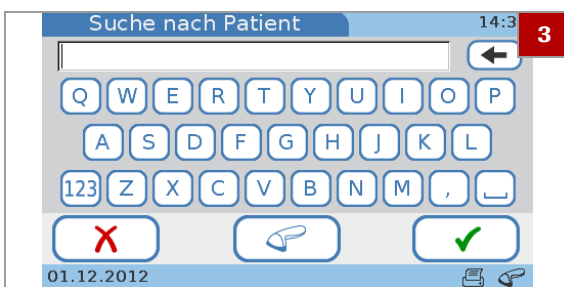 Suche nach Patient 14:3
3
Q W E R T Y U I O P
A S D F G H J K L
123 Z X C V B N M ,
01.12.2012